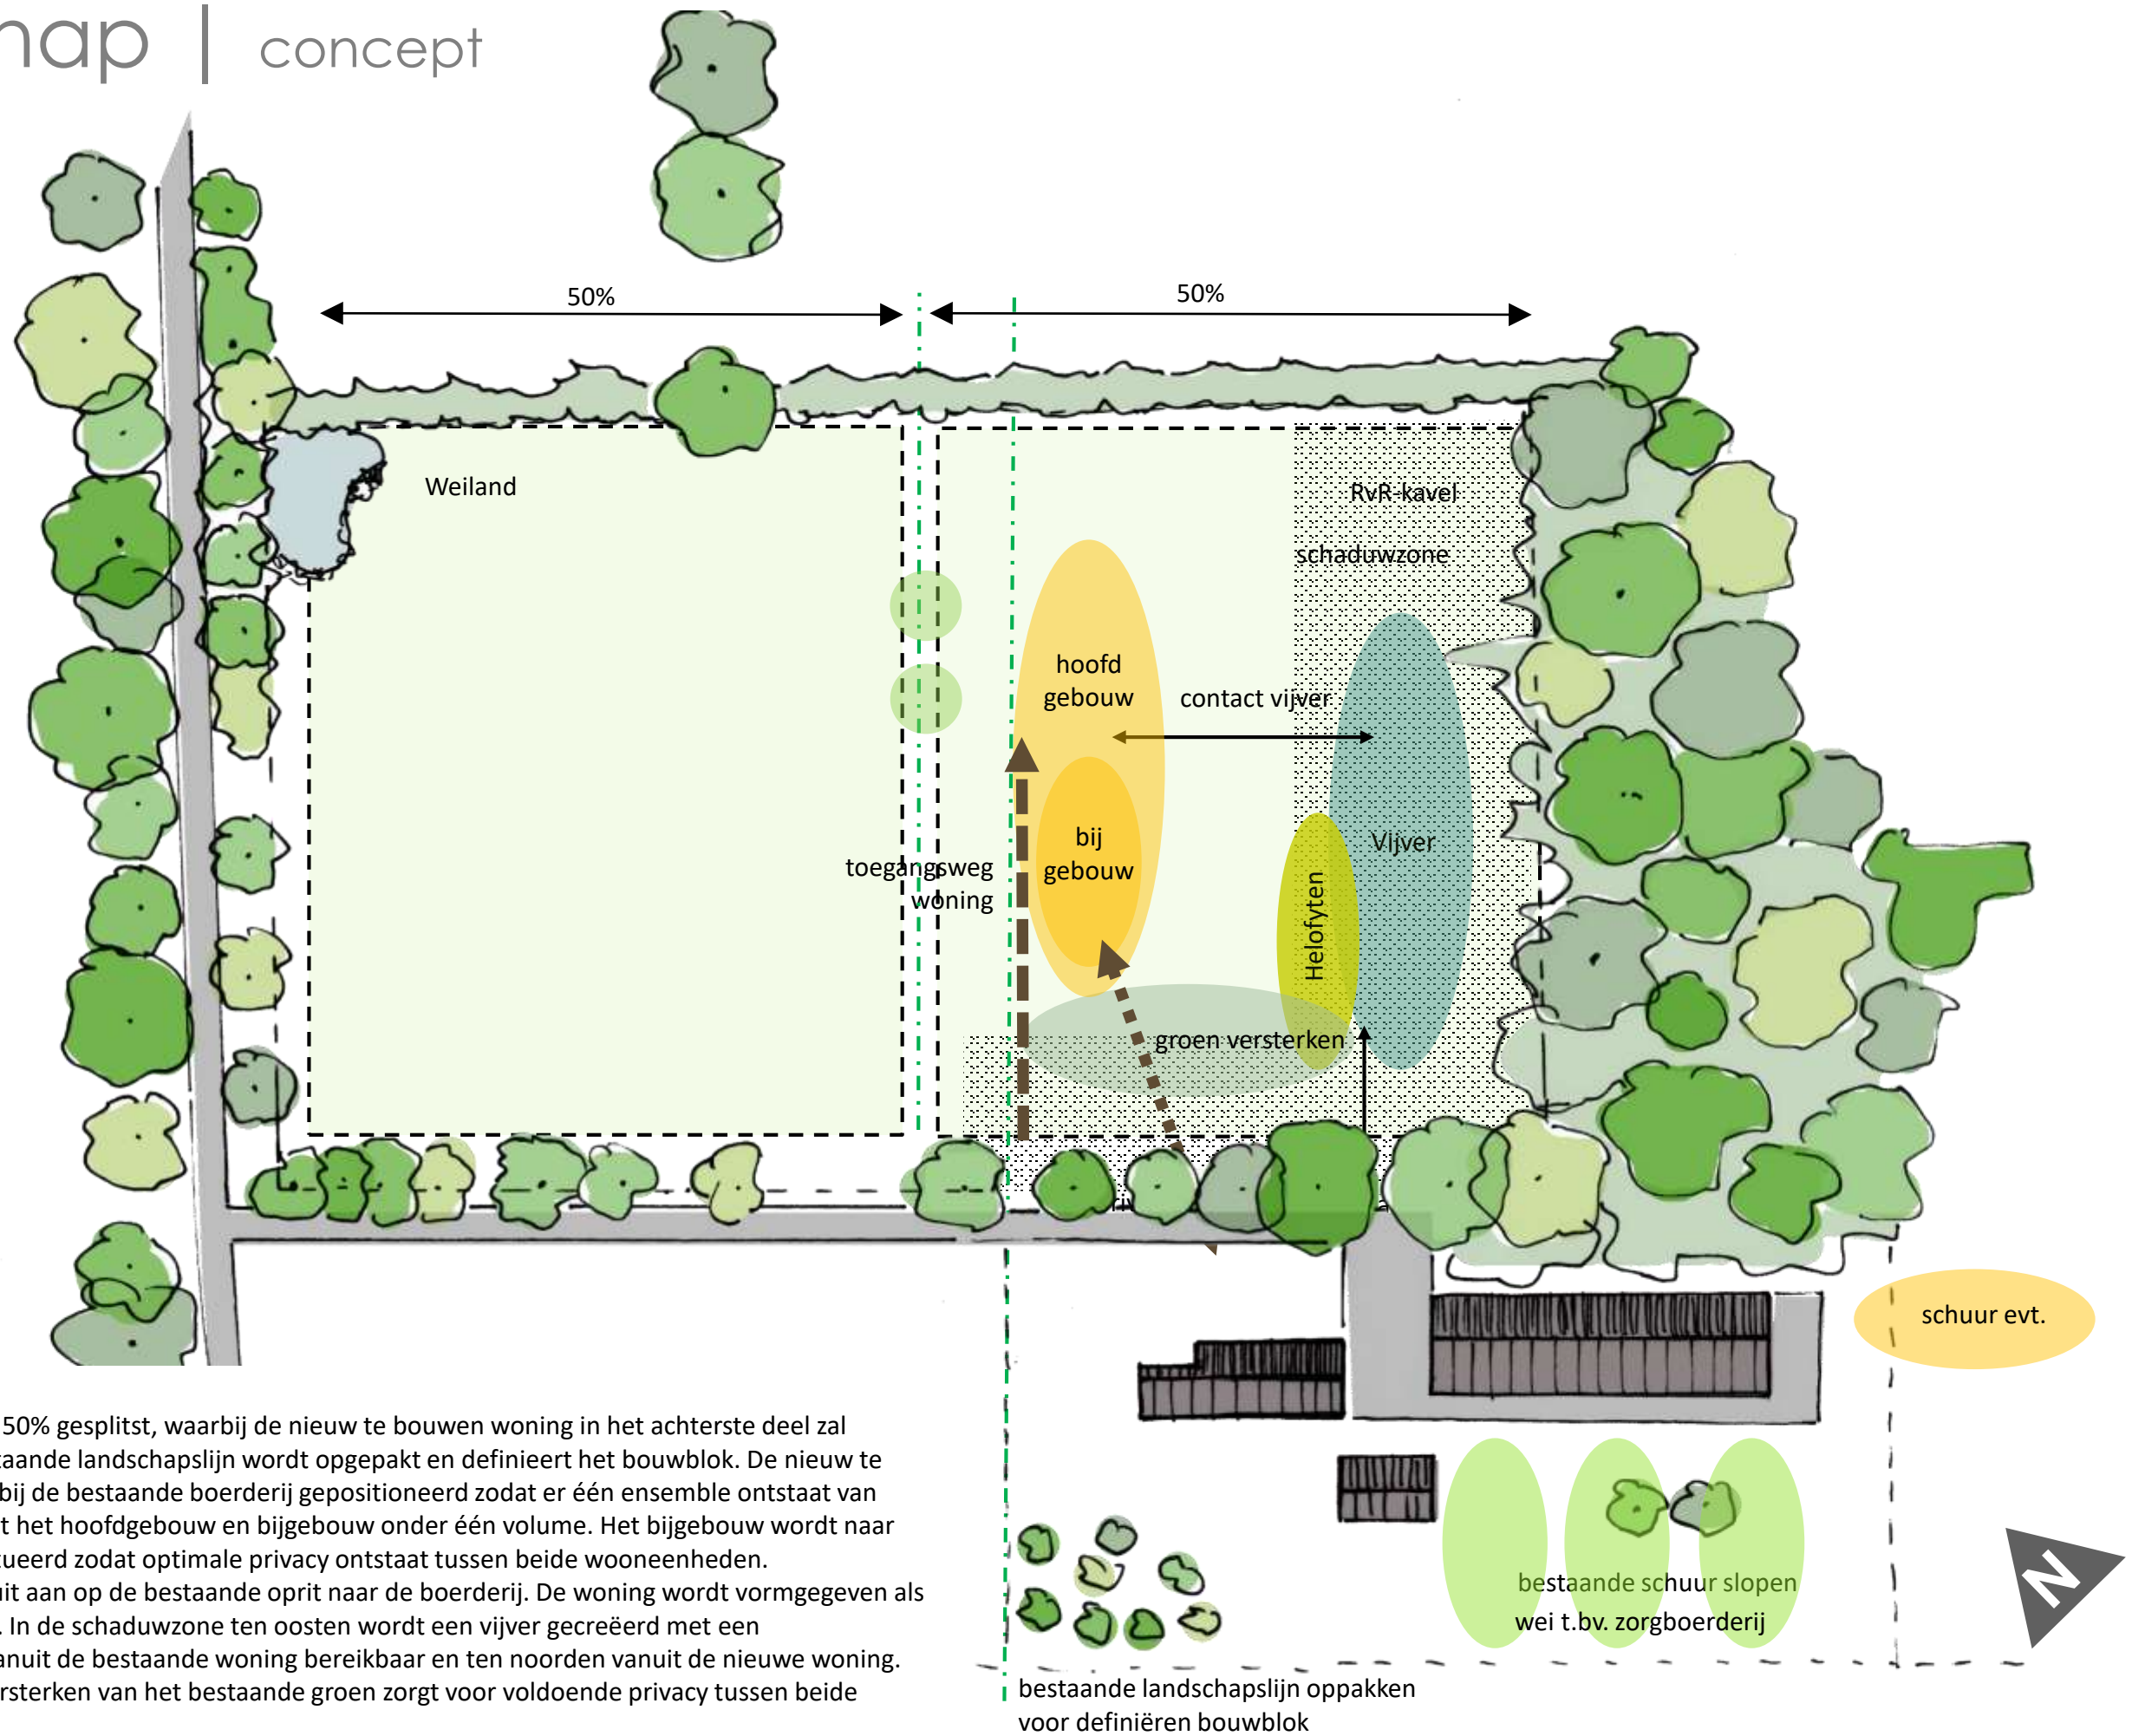 concept
50%
50%
Weiland
RvR-kavel
schaduwzone
hoofd
gebouw
contact vijver
bij
gebouw
toegangsweg
woning
Vijver
Helofyten
groen versterken
schuur evt.
50% gesplitst, waarbij de nieuw te bouwen woning in het achterste deel zal
landschapslijn wordt opgepakt en definieert het bouwblok. De nieuw te
bij de bestaande boerderij gepositioneerd zodat er één ensemble ontstaat van
het hoofdgebouw en bijgebouw onder één volume. Het bijgebouw wordt naar
zodat optimale privacy ontstaat tussen beide wooneenheden.
aan op de bestaande oprit naar de boerderij. De woning wordt vormgegeven als
. In de schaduwzone ten oosten wordt een vijver gecreëerd met een
de bestaande woning bereikbaar en ten noorden vanuit de nieuwe woning.
van het bestaande groen zorgt voor voldoende privacy tussen beide
bestaande schuur slopen
wei t.bv. zorgboerderij
N
bestaande landschapslijn oppakken
voor definiëren bouwblok